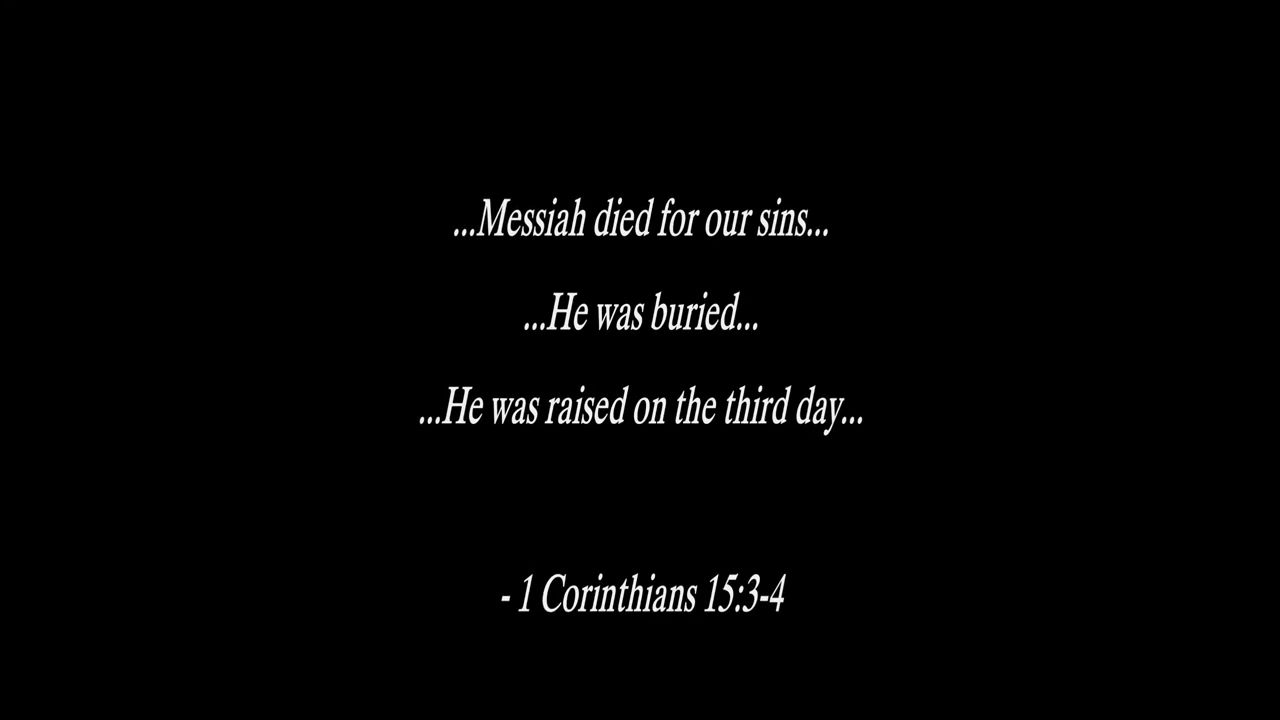 ...Messiah died for our sins...
...He was buried...
...He was raised on the third day...
- 1 Corinthians 15:3-4